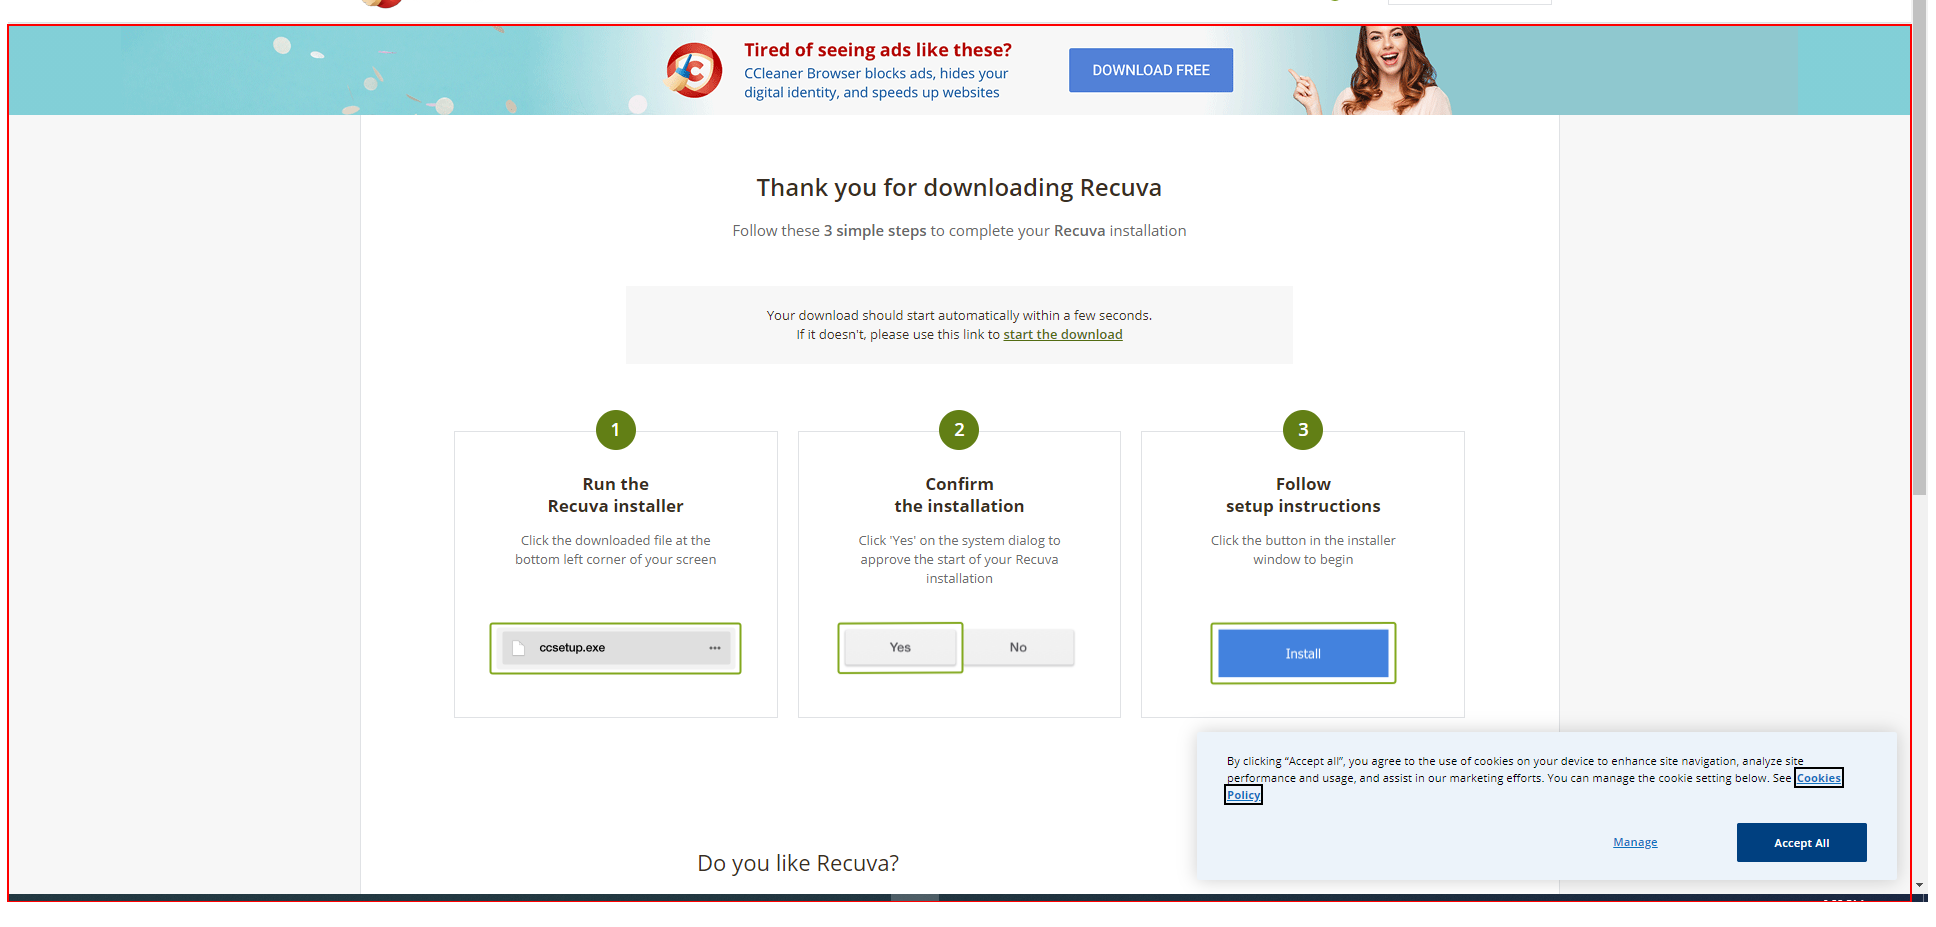 Tired of seeing ads like these?
CCleaner Browser blocks ads, hides your
digital identity, and speeds up websites
DOWNLOAD FREE
Thank you for downloading Recuva
Follow these 3 simple steps to complete your Recuva installation
Your download should start automatically within a few seconds.
If it doesn't, please use this link to start the download
1
Run the
Recuva installer
Click the downloaded file at the
bottom left corner of your screen
ccsetup.exe
2
Confirm
the installation
Click 'Yes' on the system dialog to
approve the start of your Recuva
installation
Yes
No
3
Follow
setup instructions
Click the button in the installer
window to begin
Install
By clicking “Accept all”, you agree to the use of cookies on your device to enhance site navigation, analyze site
performance and usage, and assist in our marketing efforts. You can manage the cookie setting below. See Cookies
Policy
Manage
Accept All
Do you like Recuva?